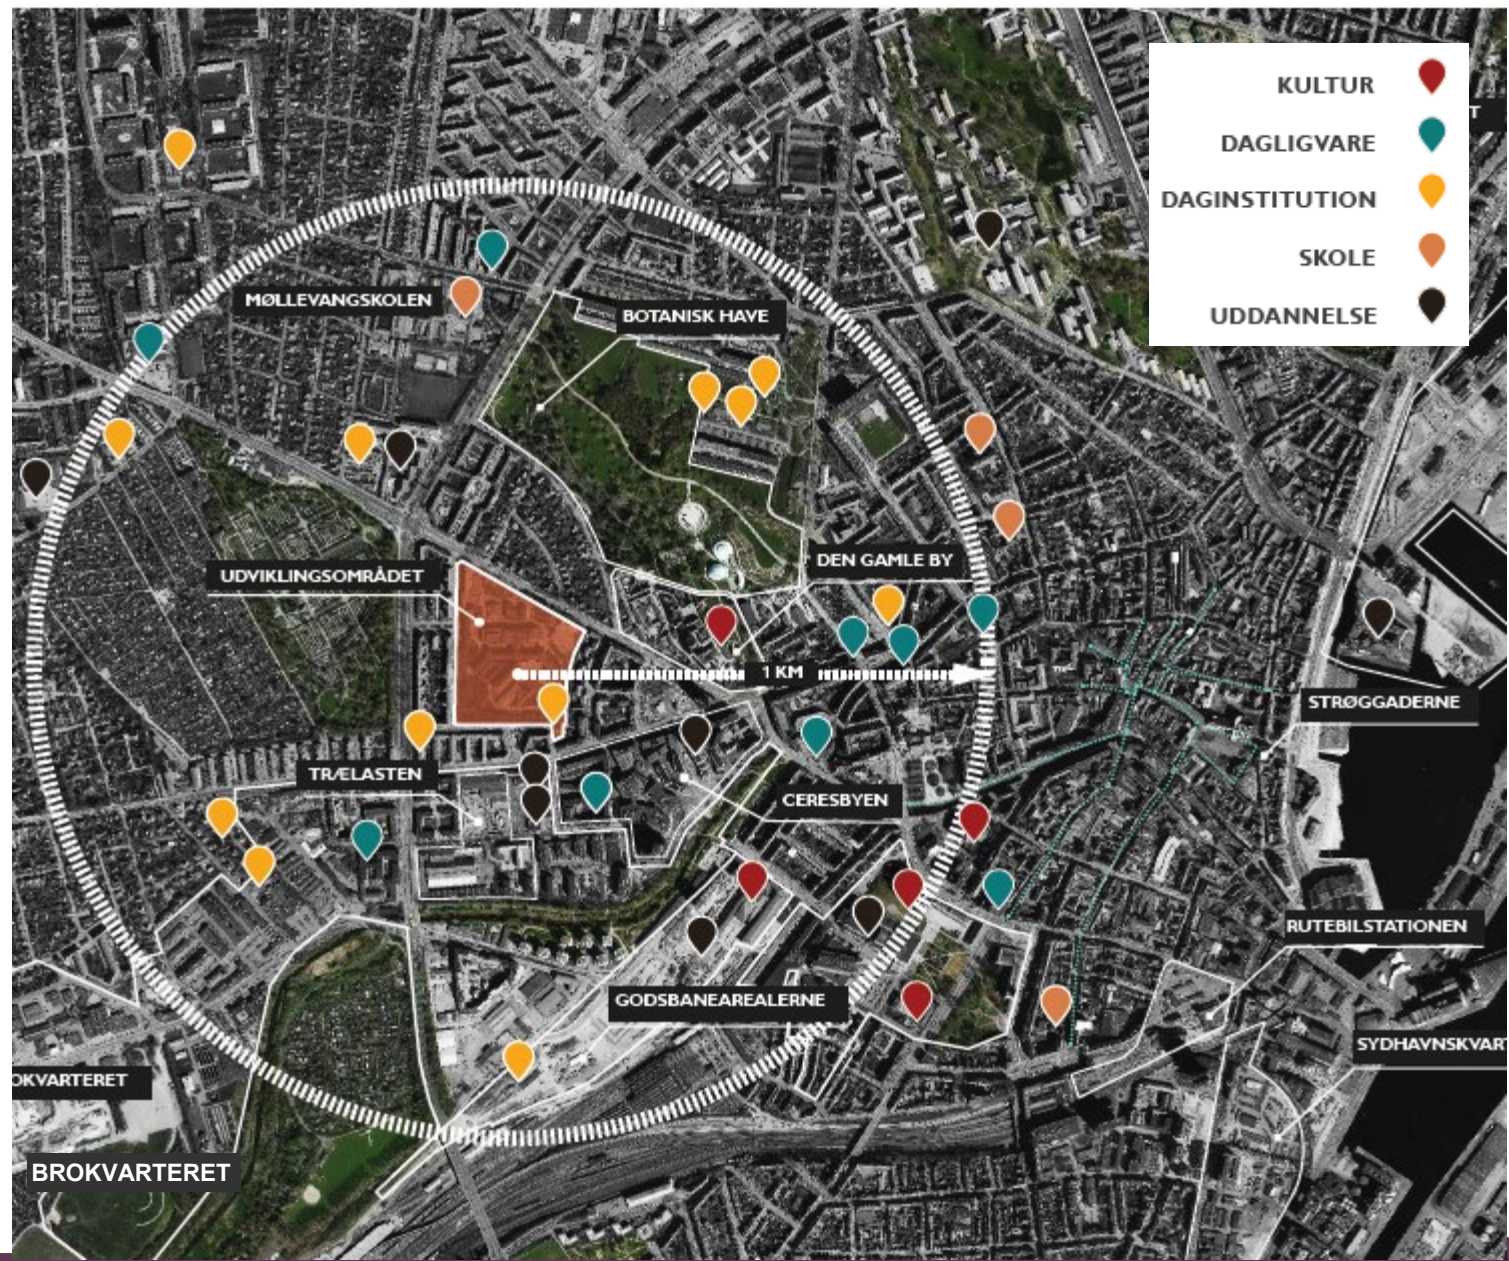 KULTUR
T
DAGLIGVARE
DAGINSTITUTION
SKOLE
UDDANNELSE
MØLLEVANGSKOLEN
BOTANISK HAVE
DEN GAMLE BY
UDVIKLINGSOMRÅDET
1 KM
STRØGGADERNE
TRÆLASTEN
CERESBYEN
RUTEBILSTATIONEN
GODSBANEAREALERNE
SYDHAVNSKVART
OKVARTERET
BROKVARTERET